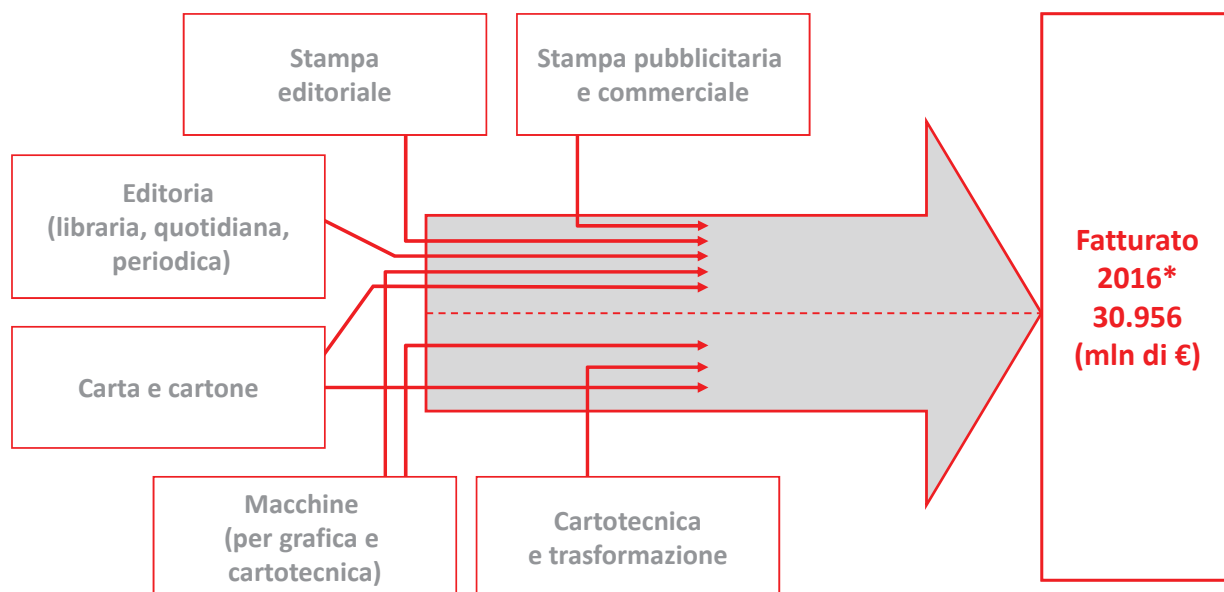 Stampa
editoriale
Stampa pubblicitaria
e commerciale
Editoria
(libraria, quotidiana,
periodica)
Carta e cartone
Macchine
(per grafica e
cartotecnica)
Cartotecnica
e trasformazione
Fatturato
2016*
30.956
(mln di €)